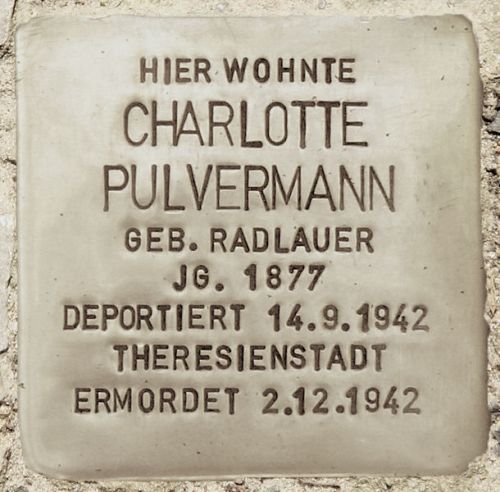 HIER WOHNTE
CHARLOTTE
PULVERMANN
GEB. RADLAUER
JG. 1877
DEPORTIERT 14.9.1942
THERESIENSTADT
ERMORDET 2.12.1942